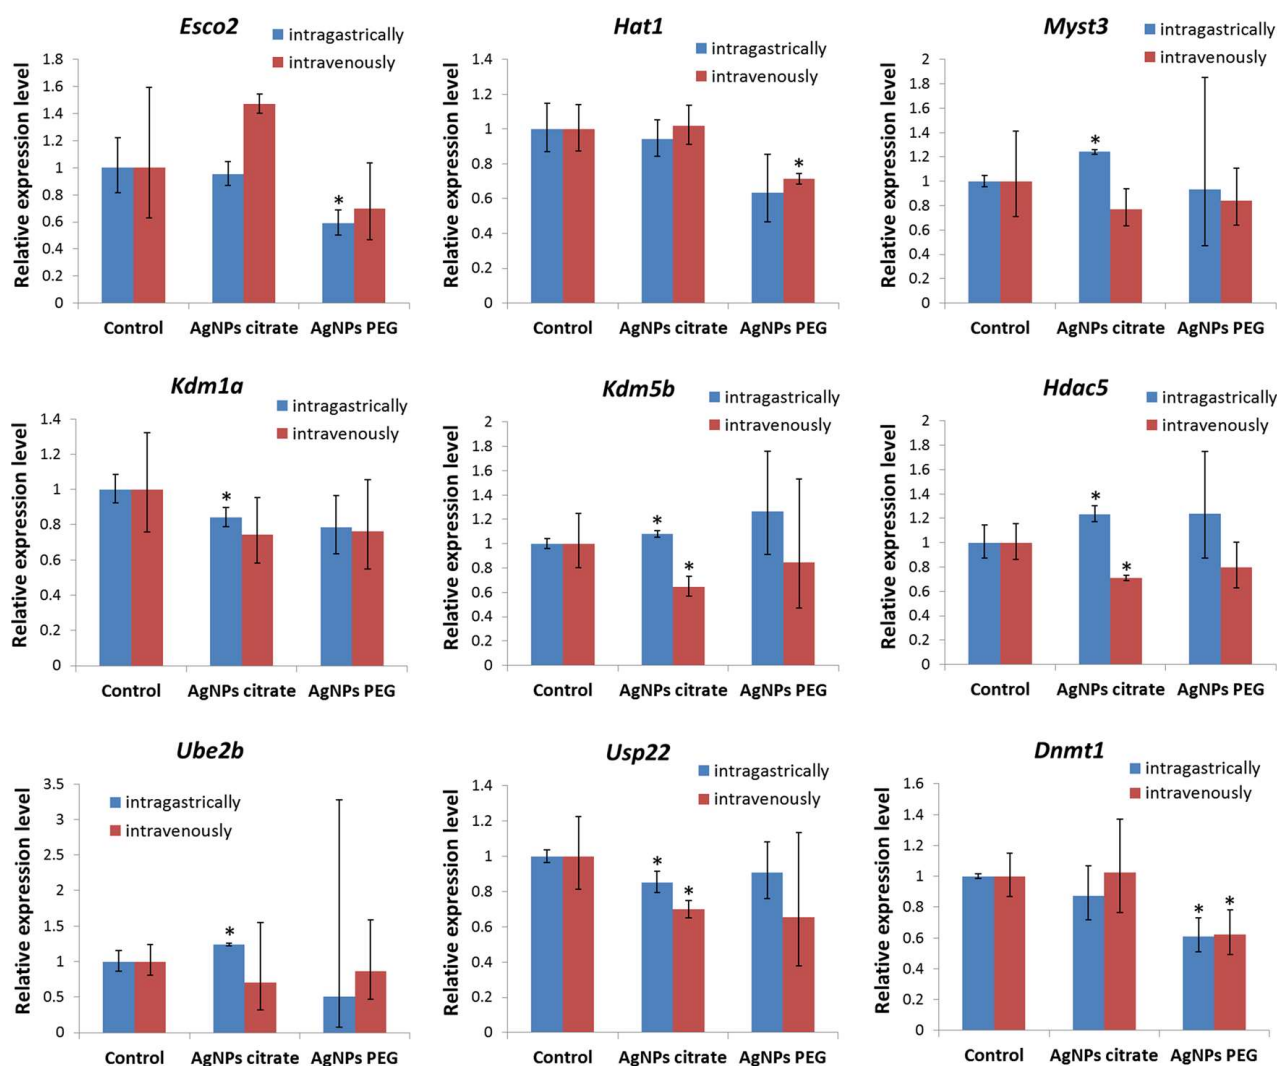 Esco2
intragastrically
intravenously
Relative expression level
1.8
1.6
1.4
1.2
1
0.8
0.6
0.4
0.2
0
*
Control
AgNPs citrate
AgNPs PEG
Hat1
intragastrically
intravenously
Relative expression level
1.4
1.2
1
0.8
0.6
0.4
0.2
0
*
Control
AgNPs citrate
AgNPs PEG
Myst3
intragastrically
intravenously
Relative expression level
2
1.8
1.6
1.4
1.2
1
0.8
0.6
0.4
0.2
0
*
Control
AgNPs citrate
AgNPs PEG
Kdm1a
intragastrically
intravenously
Relative expression level
1.4
1.2
1
0.8
0.6
0.4
0.2
0
*
Control
AgNPs citrate
AgNPs PEG
Kdm5b
intragastrically
intravenously
Relative expression level
2
1.8
1.6
1.4
1.2
1
0.8
0.6
0.4
0.2
0
*
*
Control
AgNPs citrate
AgNPs PEG
Hdac5
intragastrically
intravenously
Relative expression level
2
1.8
1.6
1.4
1.2
1
0.8
0.6
0.4
0.2
0
*
*
Control
AgNPs citrate
AgNPs PEG
Ube2b
intragastrically
intravenously
Relative expression level
3.5
3
2.5
2
1.5
1
0.5
0
*
Control
AgNPs citrate
AgNPs PEG
Usp22
intragastrically
intravenously
Relative expression level
1.4
1.2
1
0.8
0.6
0.4
0.2
0
*
*
Control
AgNPs citrate
AgNPs PEG
Dnmt1
intragastrically
intravenously
Relative expression level
1.6
1.4
1.2
1
0.8
0.6
0.4
0.2
0
*
*
Control
AgNPs citrate
AgNPs PEG